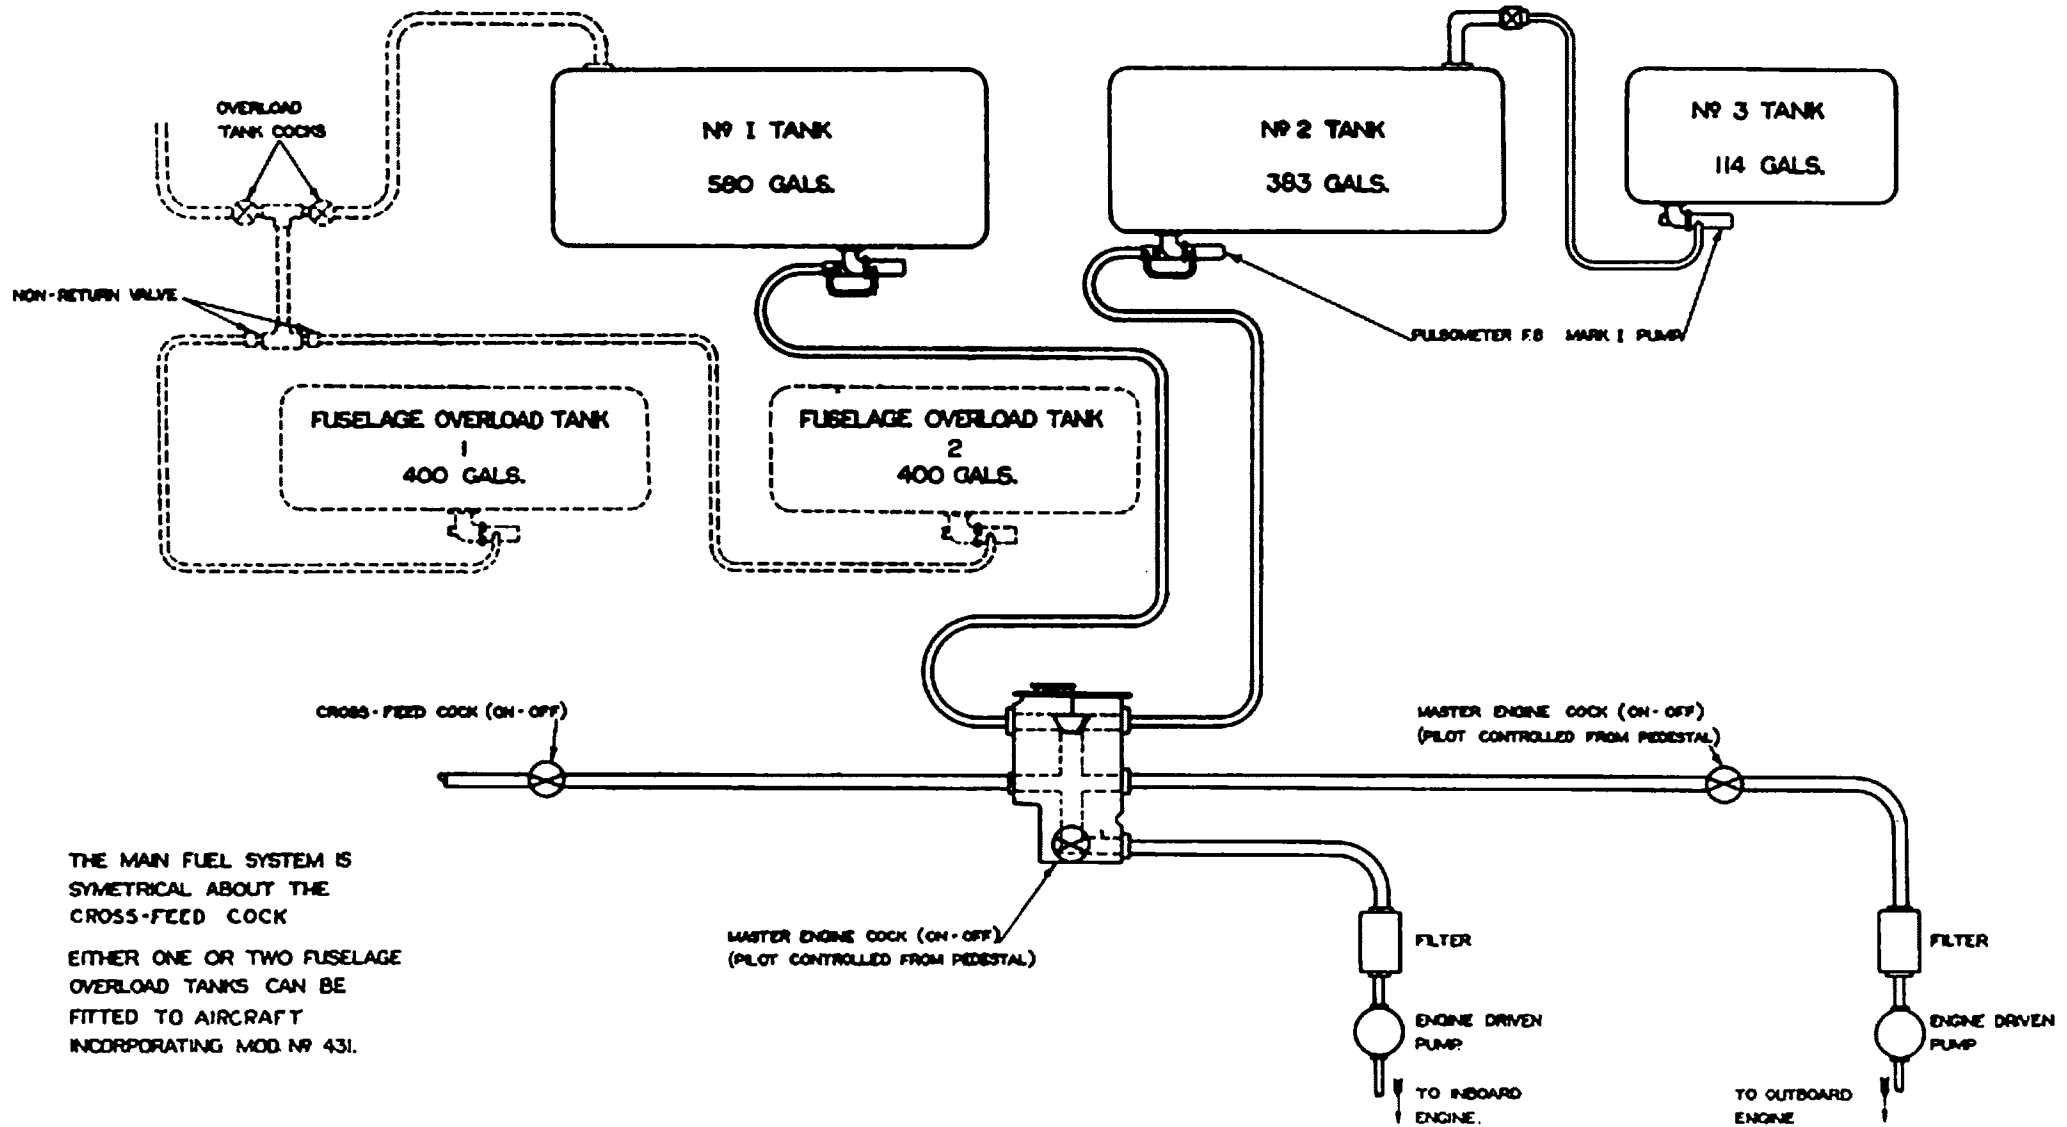 OVERLOAD
TANK COCKS
Nº 1 TANK
580 GALS.
Nº 2 TANK
383 GALS.
Nº 3 TANK
114 GALS.
NON-RETURN VALVE
PULSOMETER F.B MARK I PUMP
FUSELAGE OVERLOAD TANK
1
400 GALS.
FUSELAGE OVERLOAD TANK
2
400 GALS.
CROSS-FEED COCK (ON-OFF)
MASTER ENGINE COCK (ON-OFF)
(PILOT CONTROLLED FROM PEDESTAL)
THE MAIN FUEL SYSTEM IS
SYMETRICAL ABOUT THE
CROSS-FEED COCK
EITHER ONE OR TWO FUSELAGE
OVERLOAD TANKS CAN BE
FITTED TO AIRCRAFT
INCORPORATING MOD. Nº 431.
MASTER ENGINE COCK (ON-OFF)
(PILOT CONTROLLED FROM PEDESTAL)
FILTER
FILTER
ENGINE DRIVEN
PUMP.
ENGINE DRIVEN
PUMP
TO INBOARD
ENGINE.
TO OUTBOARD
ENGINE